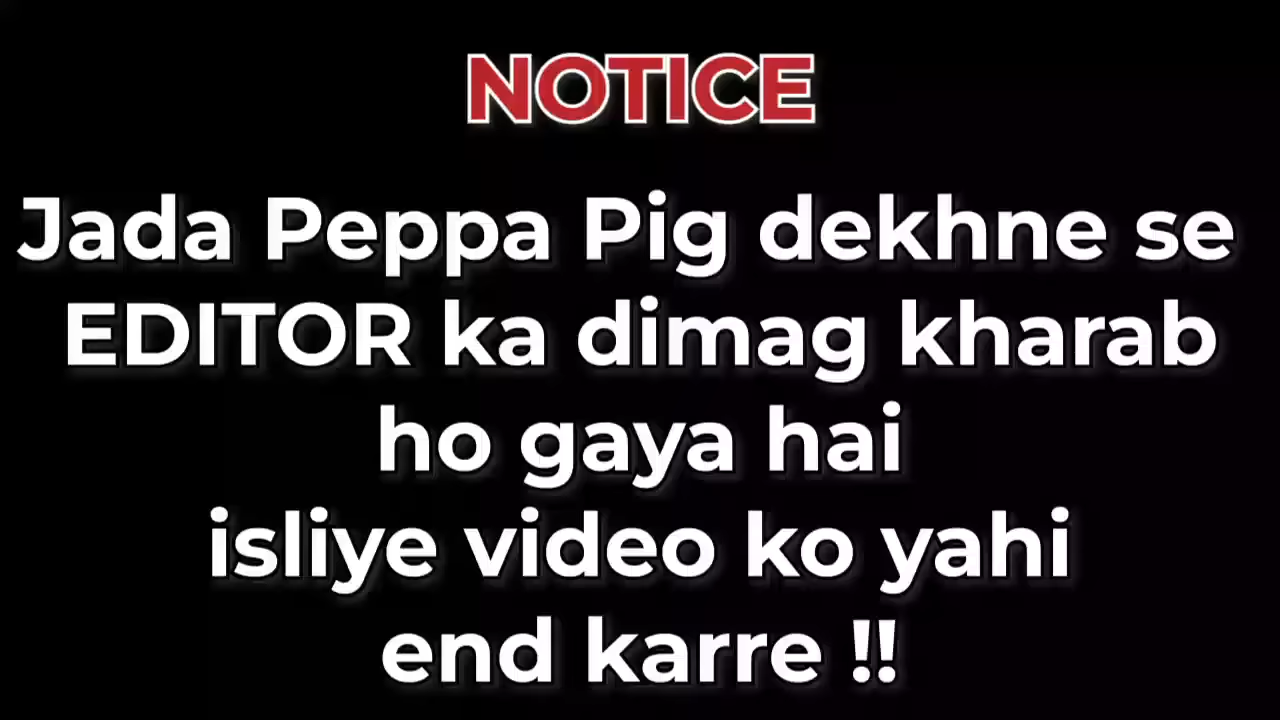 NOTICE
Jada Peppa Pig dekhne se
EDITOR ka dimag kharab
ho gaya hai
isliye video ko yahi
end karre !!